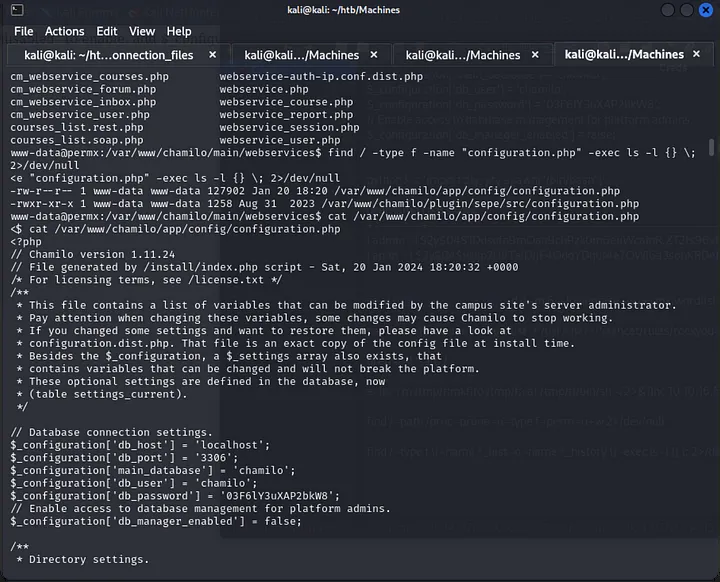 kali@kali: ~/htb/Machines
File Actions Edit View Help
kali@kali: ~/ht...onnection_files
kali@kali.../Machines
kali@kali.../Machines
kali@kali.../Machines
cm_webservice_courses.php webservice-auth-ip.conf.dist.php
cm_webservice_forum.php webservice.php
cm_webservice_inbox.php webservice_course.php
cm_webservice_user.php webservice_report.php
courses_list.rest.php webservice_session.php
courses_list.soap.php webservice_user.php
www-data@permx:/var/www/chamilo/main/webservices$ find / -type f -name "configuration.php" -exec ls -l {} \;
2>/dev/null
<e "configuration.php" -exec ls -l {} \; 2>/dev/null
-rw-r--r-- 1 www-data www-data 127902 Jan 20 18:20 /var/www/chamilo/app/config/configuration.php
-rwxr-xr-x 1 www-data www-data 1258 Aug 31 2023 /var/www/chamilo/plugin/sepe/src/configuration.php
www-data@permx:/var/www/chamilo/main/webservices$ cat /var/www/chamilo/app/config/configuration.php
<$ cat /var/www/chamilo/app/config/configuration.php
<?php
// Chamilo version 1.11.24
// File generated by /install/index.php script - Sat, 20 Jan 2024 18:20:32 +0000
/* For licensing terms, see /license.txt */
/**
* This file contains a list of variables that can be modified by the campus site's server administrator.
* Pay attention when changing these variables, some changes may cause Chamilo to stop working.
* If you changed some settings and want to restore them, please have a look at
* configuration.dist.php. That file is an exact copy of the config file at install time.
* Besides the $_configuration, a $_settings array also exists, that
* contains variables that can be changed and will not break the platform.
* These optional settings are defined in the database, now
* (table settings_current).
*/
// Database connection settings.
$_configuration['db_host'] = 'localhost';
$_configuration['db_port'] = '3306';
$_configuration['main_database'] = 'chamilo';
$_configuration['db_user'] = 'chamilo';
$_configuration['db_password'] = '03F6lY3uXAP2bkW8';
// Enable access to database management for platform admins.
$_configuration['db_manager_enabled'] = false;
/**
* Directory settings.